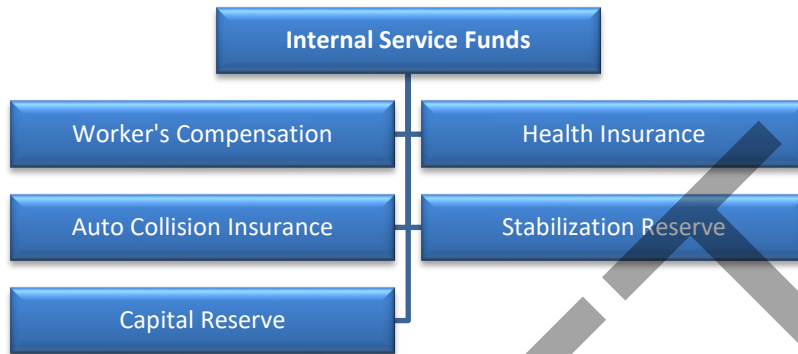 Internal Service Funds
Worker's Compensation
Health Insurance
Auto Collision Insurance
Stabilization Reserve
Capital Reserve